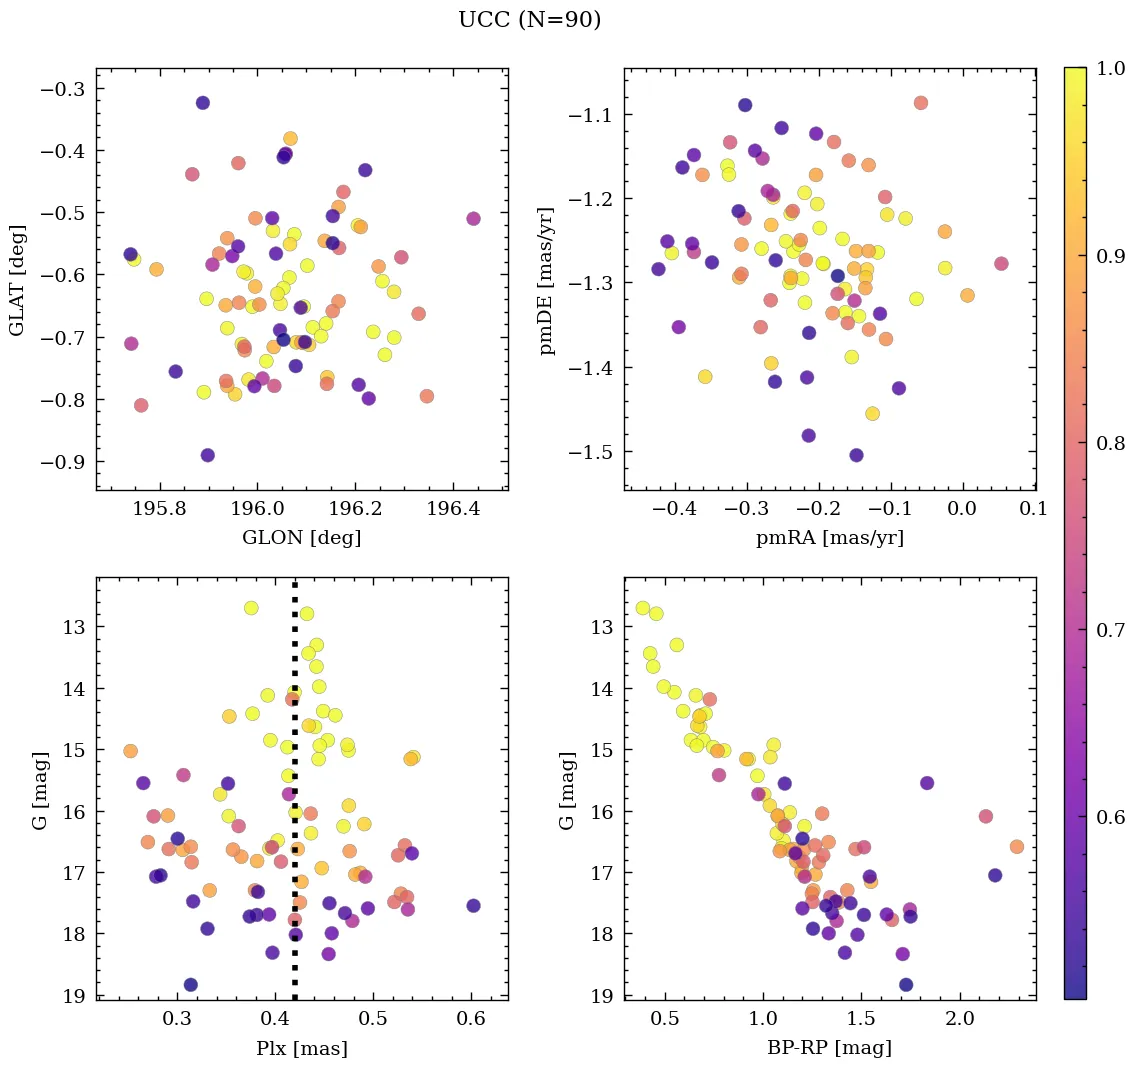 UCC (N=90)
−0.3
−0.4
−0.5
−0.6
−0.7
−0.8
−0.9
GLAT [deg]
195.8 196.0 196.2 196.4
GLON [deg]
−1.1
−1.2
−1.3
−1.4
−1.5
pmDE [mas/yr]
−0.4 −0.3 −0.2 −0.1 0.0 0.1
pmRA [mas/yr]
13
14
15
16
17
18
19
G [mag]
0.3 0.4 0.5 0.6
Plx [mas]
13
14
15
16
17
18
19
G [mag]
0.5 1.0 1.5 2.0
BP-RP [mag]
1.0
0.9
0.8
0.7
0.6